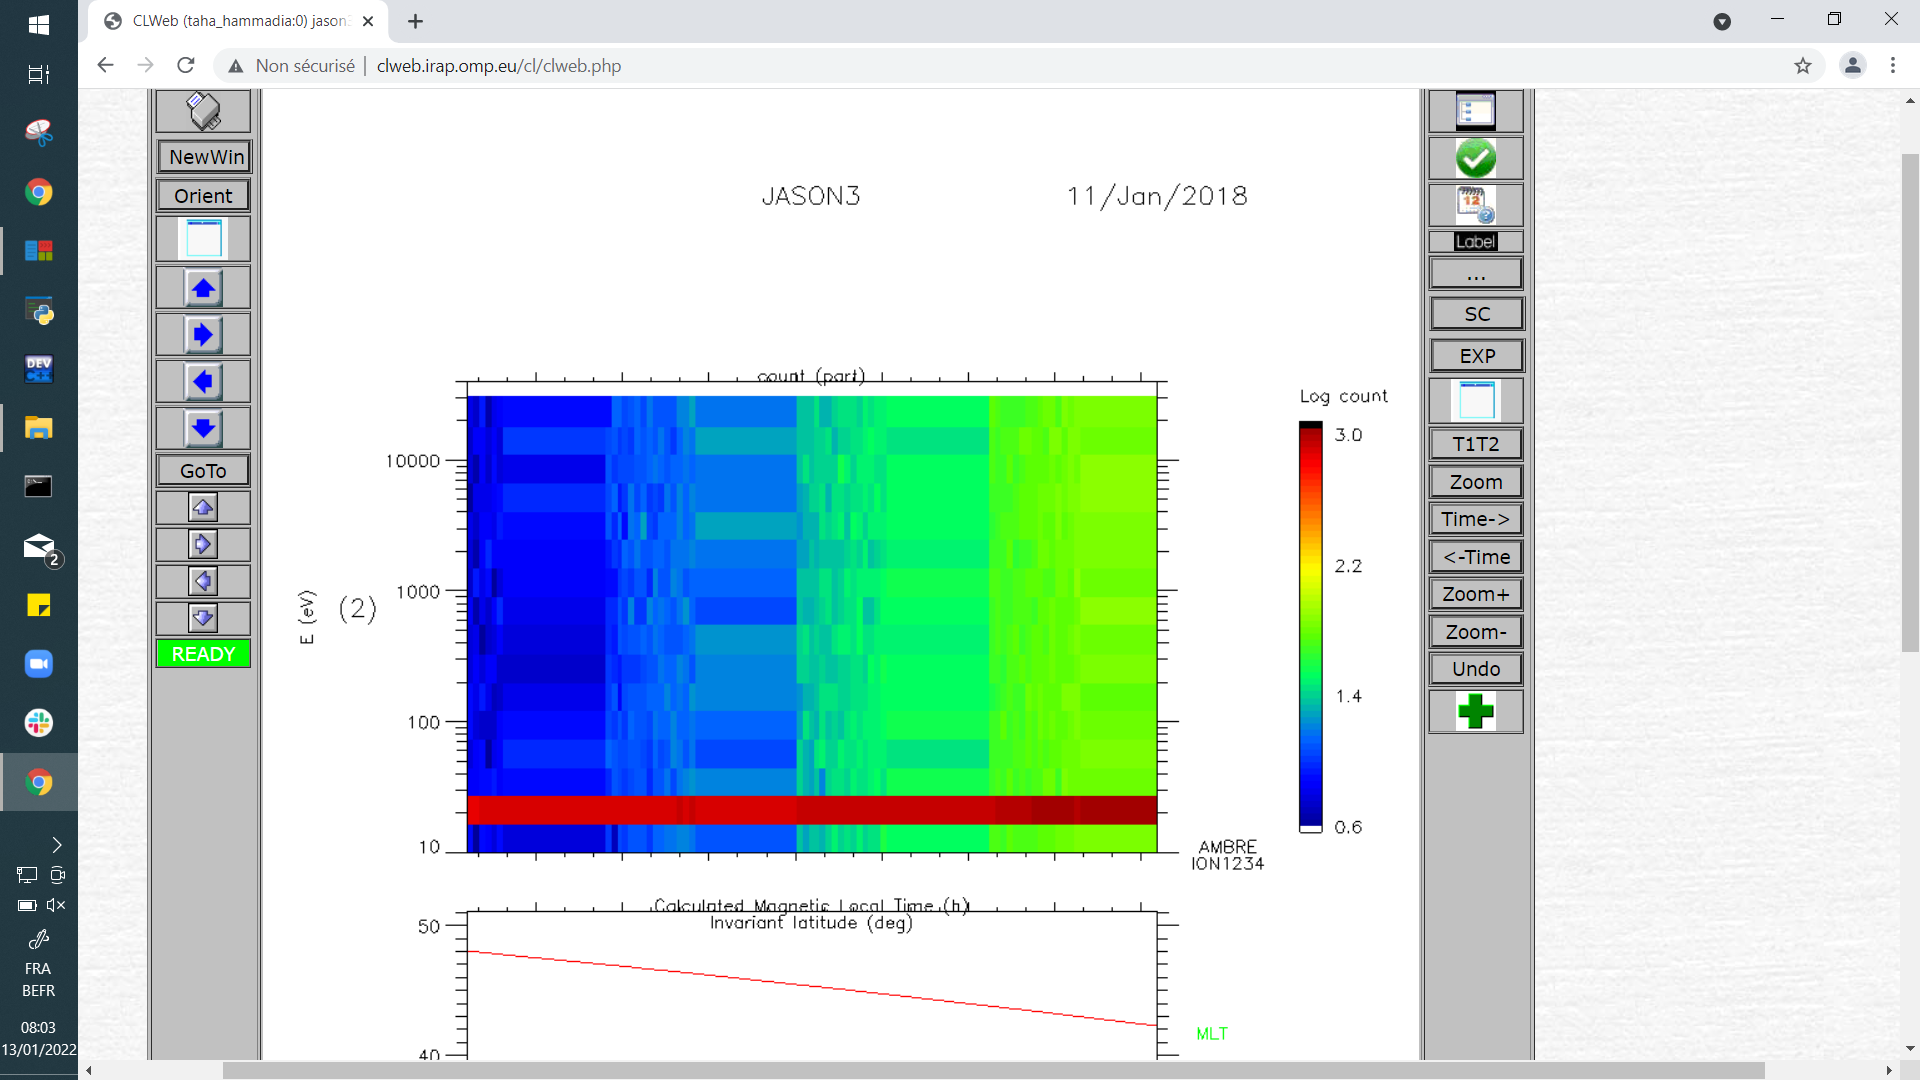 CLWeb (taha_hammadia:0) jason3
Non sécurisé | clweb.irap.omp.eu/cl/clweb.php
NewWin
Orient
GoTo
READY
JASON3 11/Jan/2018
count (part)
Log count
3.0
2.2
1.4
0.6
10000
1000
100
10
E (eV)
(2)
AMBRE
ION1234
Calculated Magnetic Local Time (h)
Invariant latitude (deg)
50
40
MLT
12
Label
...
SC
EXP
T1T2
Zoom
Time->
<-Time
Zoom+
Zoom-
Undo
DEV
C++
2
FRA
BEFR
08:03
13/01/2022